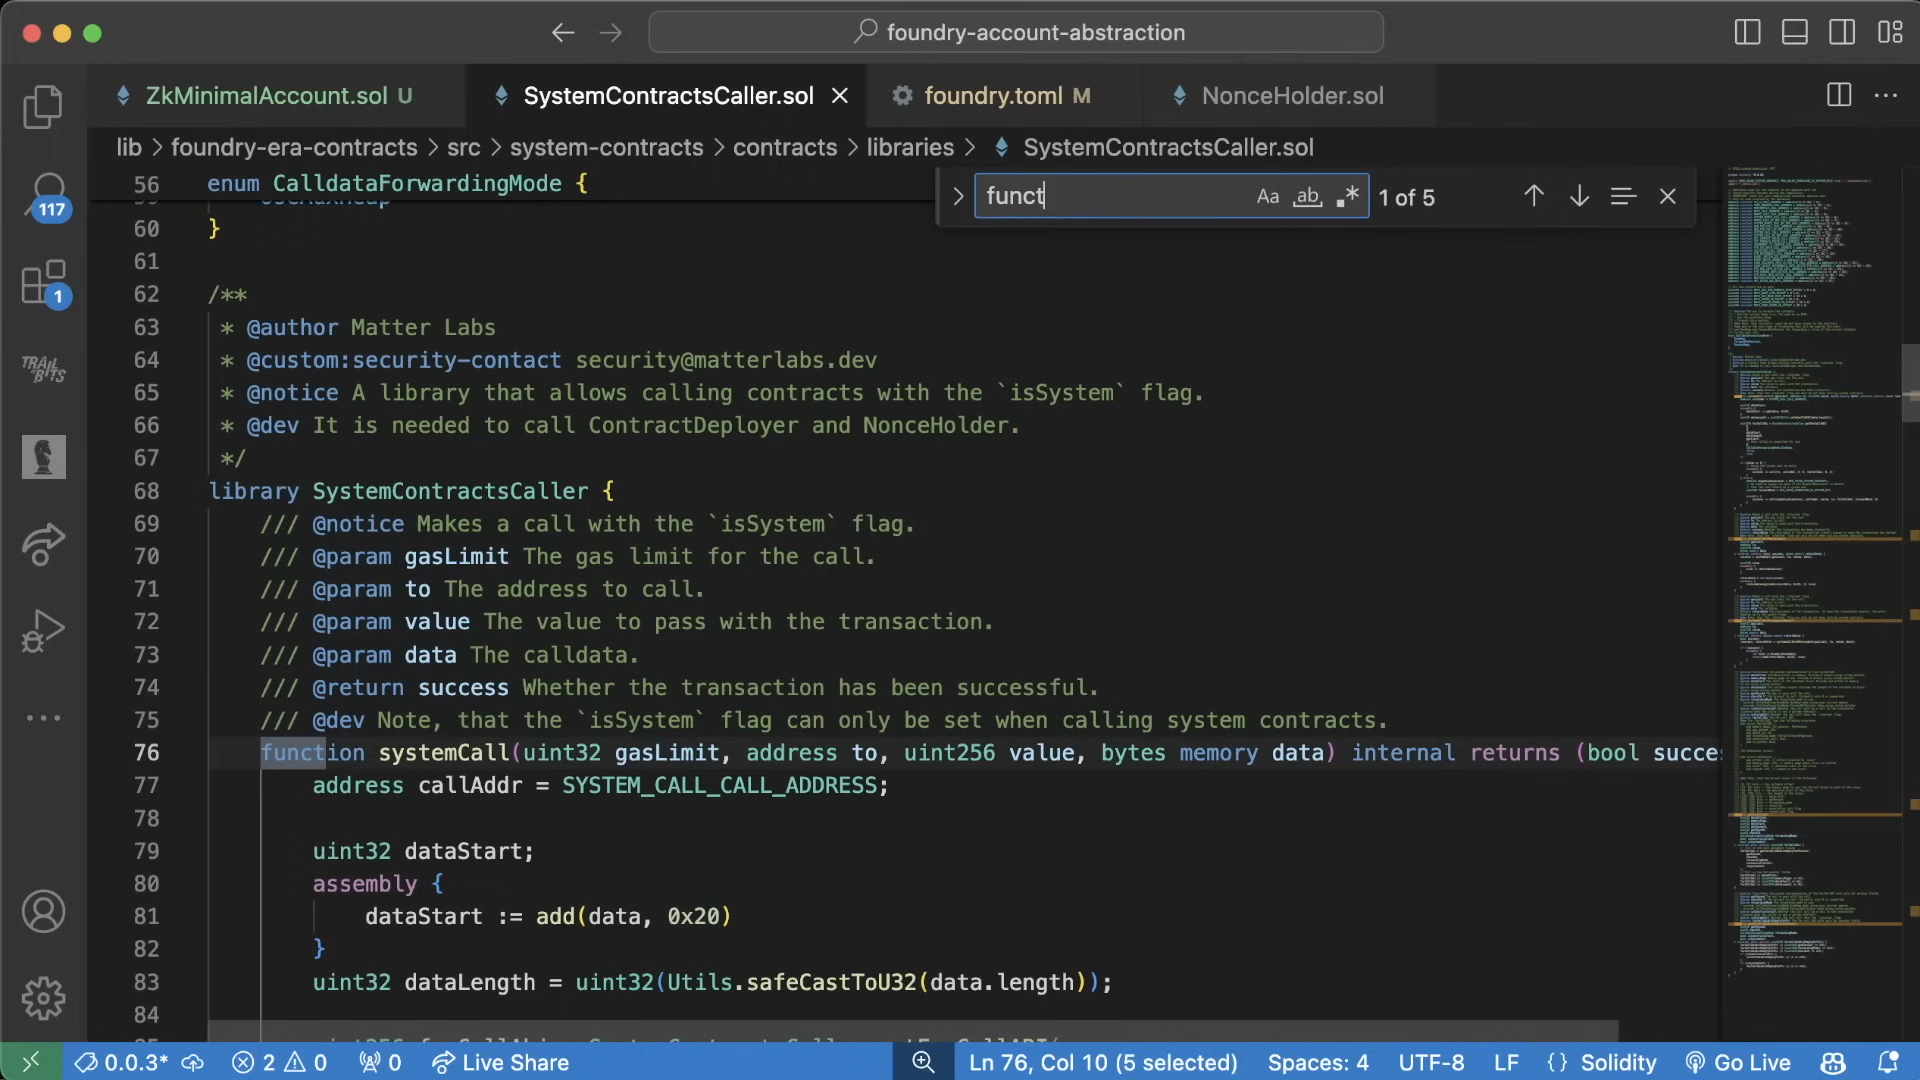 foundry-account-abstraction
ZkMinimalAccount.sol U
SystemContractsCaller.sol
foundry.toml M
NonceHolder.sol
lib > foundry-era-contracts > src > system-contracts > contracts > libraries > SystemContractsCaller.sol
funct
Aa ab .* 1 of 5
117
1
TRAIL OF BITS
56 enum CalldataForwardingMode {
60 }
61
62 /**
63 * @author Matter Labs
64 * @custom:security-contact security@matterlabs.dev
65 * @notice A library that allows calling contracts with the `isSystem` flag.
66 * @dev It is needed to call ContractDeployer and NonceHolder.
67 */
68 library SystemContractsCaller {
69 /// @notice Makes a call with the `isSystem` flag.
70 /// @param gasLimit The gas limit for the call.
71 /// @param to The address to call.
72 /// @param value The value to pass with the transaction.
73 /// @param data The calldata.
74 /// @return success Whether the transaction has been successful.
75 /// @dev Note, that the `isSystem` flag can only be set when calling system contracts.
76 function systemCall(uint32 gasLimit, address to, uint256 value, bytes memory data) internal returns (bool succes
77 address callAddr = SYSTEM_CALL_CALL_ADDRESS;
78
79 uint32 dataStart;
80 assembly {
81 dataStart := add(data, 0x20)
82 }
83 uint32 dataLength = uint32(Utils.safeCastToU32(data.length));
84
0.0.3* 2 0 0 Live Share Ln 76, Col 10 (5 selected) Spaces: 4 UTF-8 LF {} Solidity Go Live